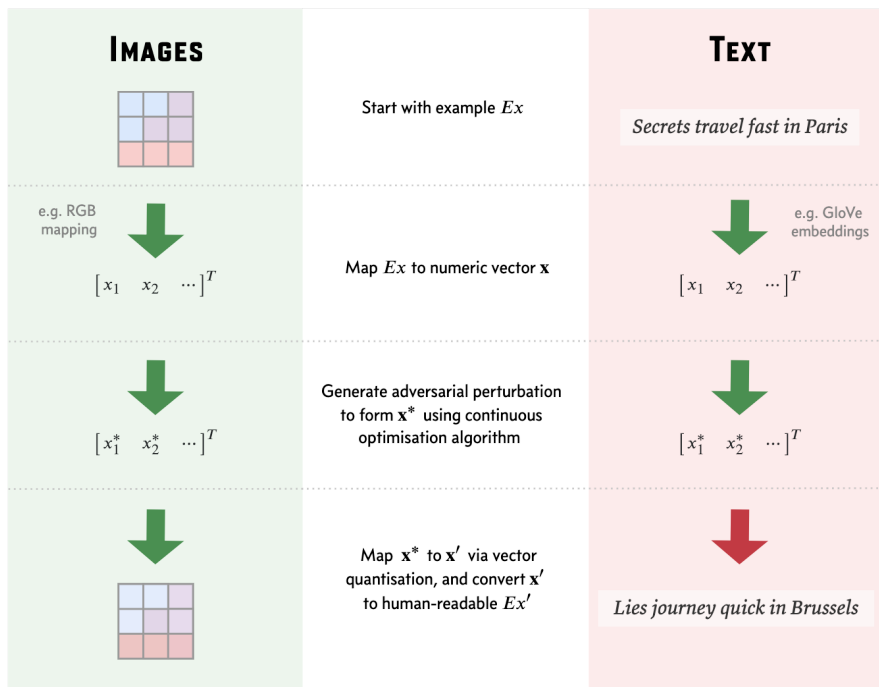 IMAGES
TEXT
Start with example Ex
Secrets travel fast in Paris
e.g. RGB
mapping
e.g. GloVe
embeddings
[x₁ x₂ ⋯]ᵀ
Map Ex to numeric vector x
[x₁ x₂ ⋯]ᵀ
Generate adversarial perturbation
to form x* using continuous
optimisation algorithm
[x₁* x₂* ⋯]ᵀ
[x₁* x₂* ⋯]ᵀ
Map x* to x′ via vector
quantisation, and convert x′
to human-readable Ex′
Lies journey quick in Brussels